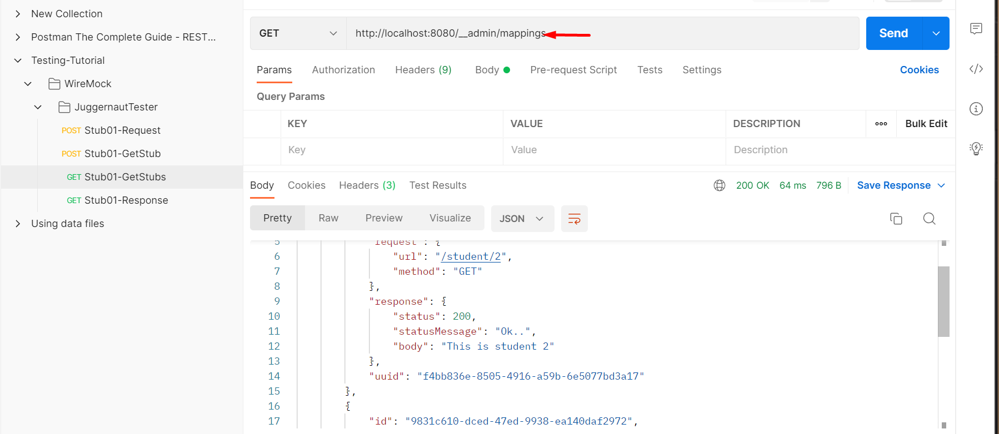 New Collection
Postman The Complete Guide - REST...
Testing-Tutorial
WireMock
JuggernautTester
POST Stub01-Request
POST Stub01-GetStub
GET Stub01-GetStubs
GET Stub01-Response
Using data files
GET http://localhost:8080/__admin/mappings Send
Params Authorization Headers (9) Body Pre-request Script Tests Settings Cookies
Query Params
KEY VALUE DESCRIPTION Bulk Edit
Key Value Description
Body Cookies Headers (3) Test Results 200 OK 64 ms 796 B Save Response
Pretty Raw Preview Visualize JSON
5 "request": {
6 "url": "/student/2",
7 "method": "GET"
8 },
9 "response": {
10 "status": 200,
11 "statusMessage": "Ok..",
12 "body": "This is student 2"
13 },
14 "uuid": "f4bb836e-8505-4916-a59b-6e5077bd3a17"
15 },
16 {
17 "id": "9831c610-dced-47ed-9938-ea140daf2972",